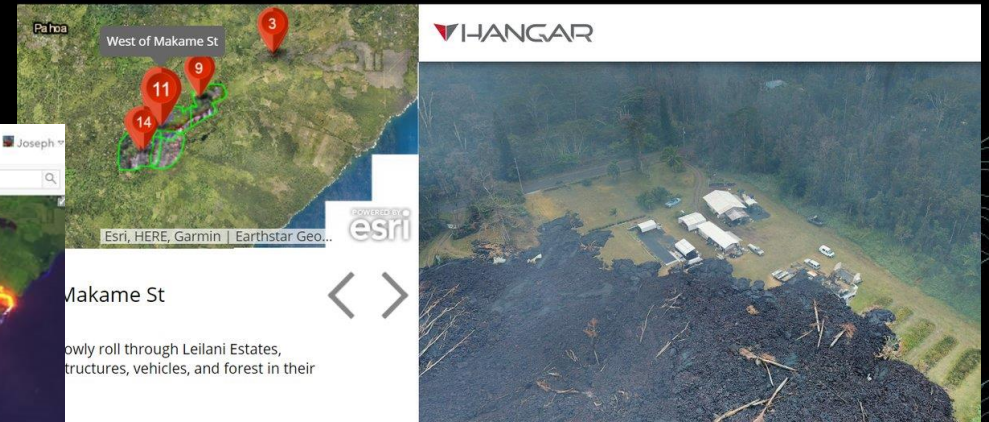 Pahoa
West of Makame St
3
9
11
14
Joseph
POWERED BY
esri
Esri, HERE, Garmin | Earthstar Geo...
Makame St
owly roll through Leilani Estates,
tructures, vehicles, and forest in their
HANGAR